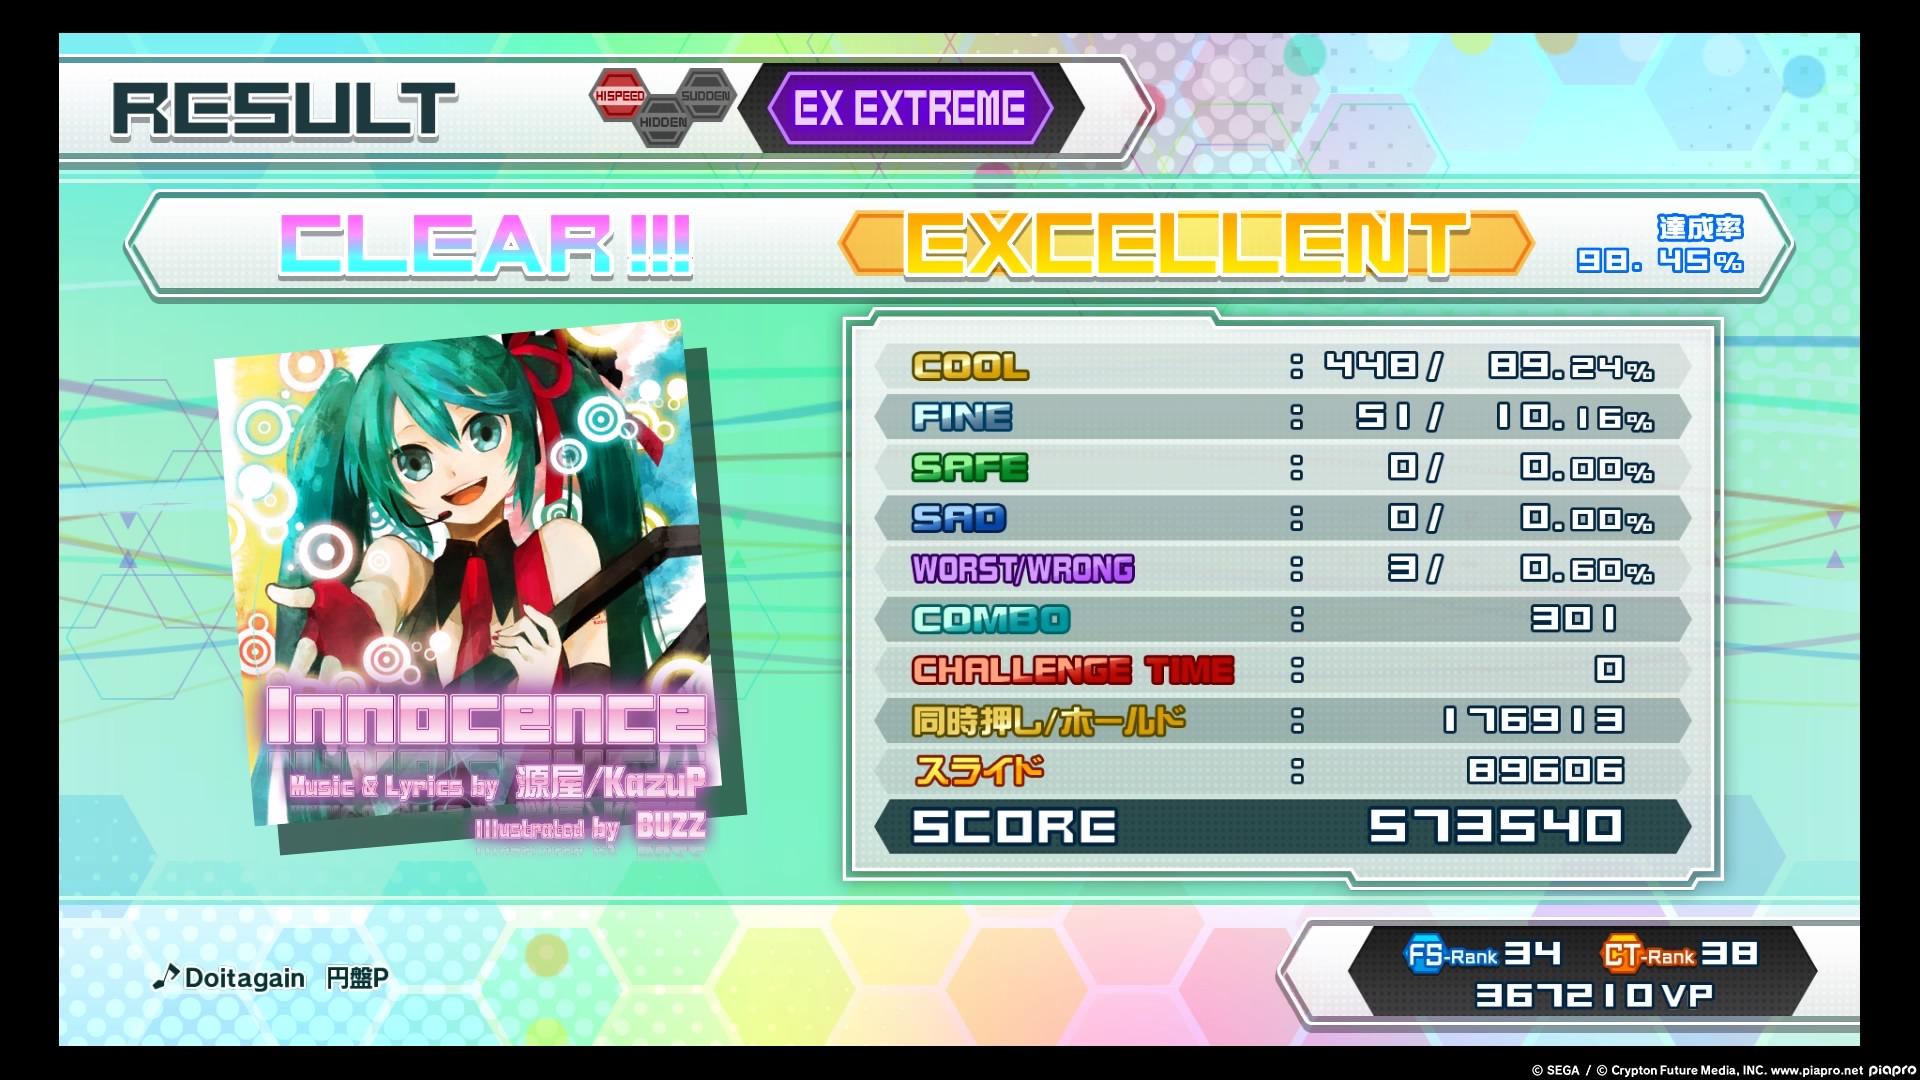 RESULT
HISPEED
HIDDEN
SUDDEN
EX EXTREME
CLEAR!!!
EXCELLENT
達成率
98.45%
COOL : 448/ 89.24%
FINE : 51/ 10.16%
SAFE : 0/ 0.00%
SAD : 0/ 0.00%
WORST/WRONG : 3/ 0.60%
COMBO : 301
CHALLENGE TIME : 0
同時押し/ホールド : 176913
スライド : 89606
SCORE 573540
Innocence
Music & Lyrics by 源屋/KazuP
Illustrated by BUZZ
♪Doitagain 円盤P
FS-Rank 34 CT-Rank 38
367210VP
© SEGA / © Crypton Future Media, INC. www.piapro.net piapro